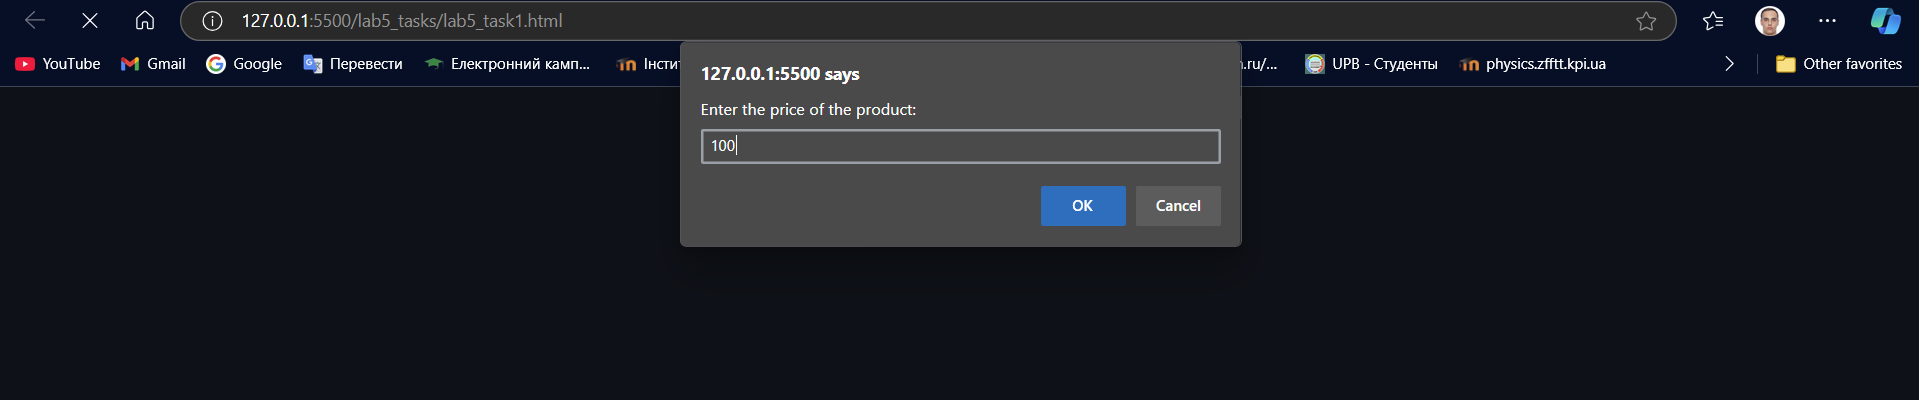 127.0.0.1:5500/lab5_tasks/lab5_task1.html
YouTube Gmail Google Перевести Електронний камп... Інсти .ru/... UPB - Студенты physics.zfftt.kpi.ua Other favorites
127.0.0.1:5500 says
Enter the price of the product:
100
OK Cancel